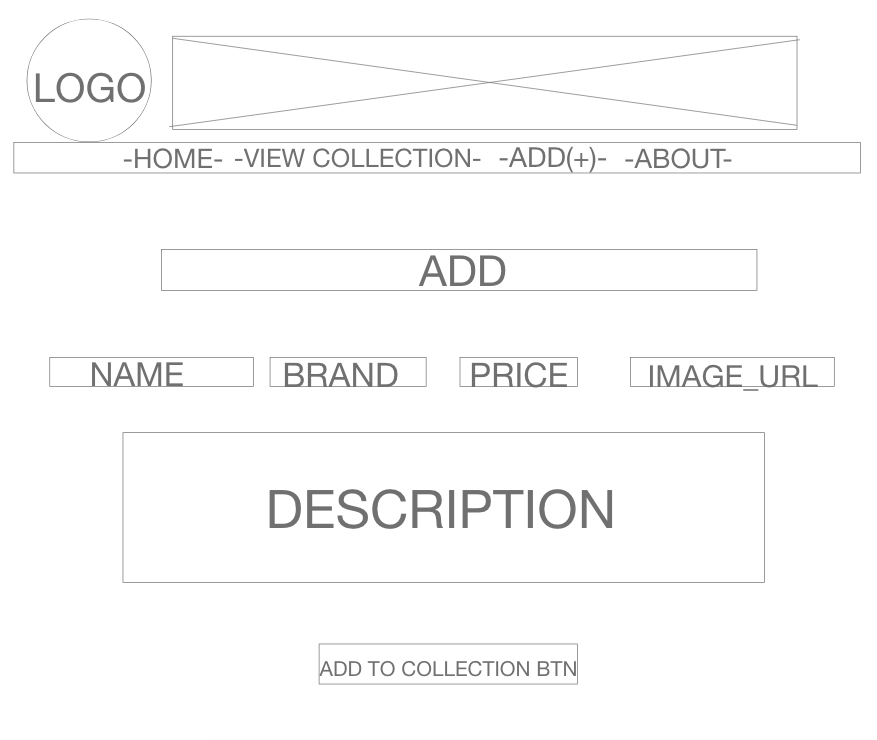 LOGO
-HOME- -VIEW COLLECTION- -ADD(+)- -ABOUT-
ADD
NAME BRAND PRICE IMAGE_URL
DESCRIPTION
ADD TO COLLECTION BTN